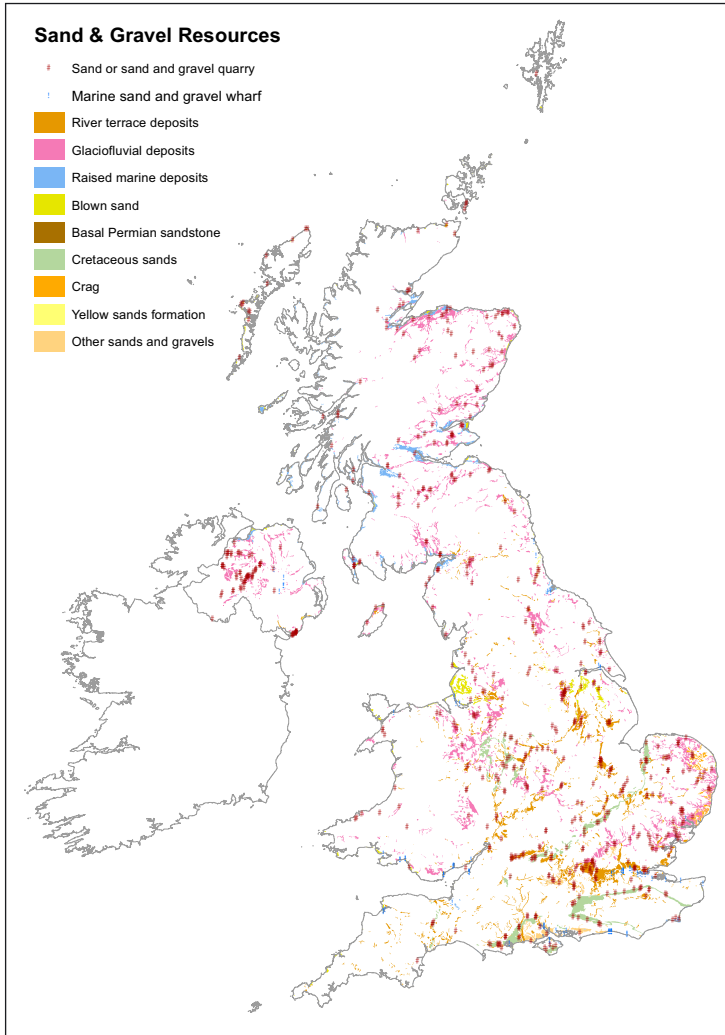 Sand & Gravel Resources
Sand or sand and gravel quarry
Marine sand and gravel wharf
River terrace deposits
Glaciofluvial deposits
Raised marine deposits
Blown sand
Basal Permian sandstone
Cretaceous sands
Crag
Yellow sands formation
Other sands and gravels